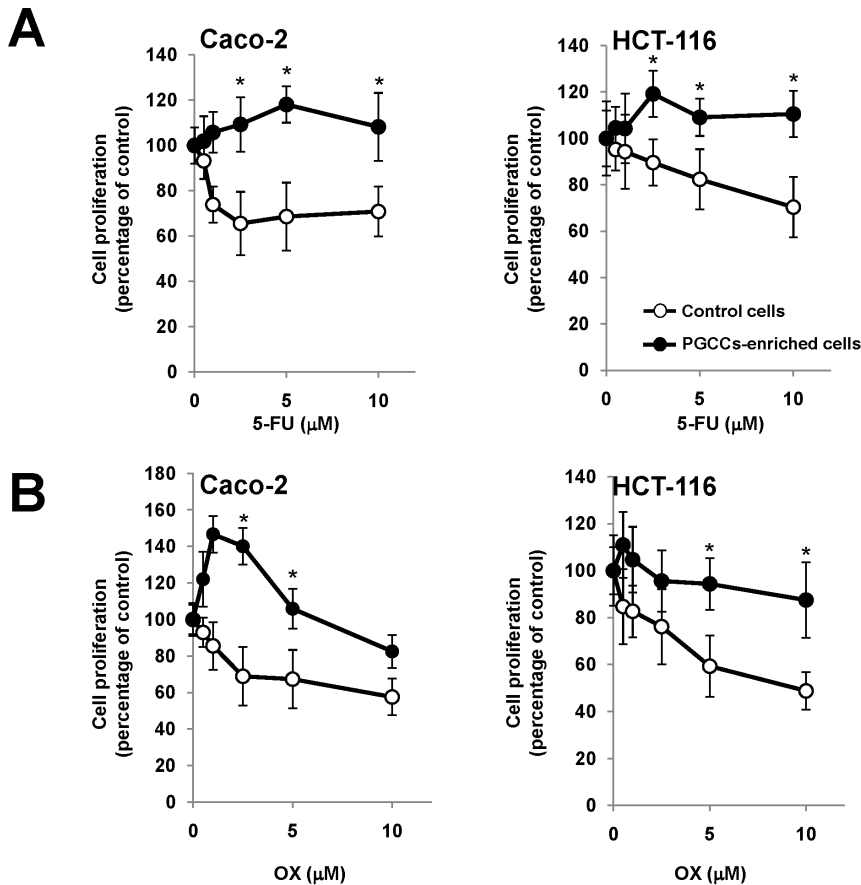 A
Caco-2
HCT-116
140
120
100
80
60
40
20
0
Cell proliferation
(percentage of control)
* * *
0 5 10
5-FU (µM)
140
120
100
80
60
40
20
0
Cell proliferation
(percentage of control)
* * *
Control cells
PGCCs-enriched cells
0 5 10
5-FU (µM)
B
Caco-2
HCT-116
180
160
140
120
100
80
60
40
20
0
Cell proliferation
(percentage of control)
* *
0 5 10
OX (µM)
140
120
100
80
60
40
20
0
Cell proliferation
(percentage of control)
* *
0 5 10
OX (µM)